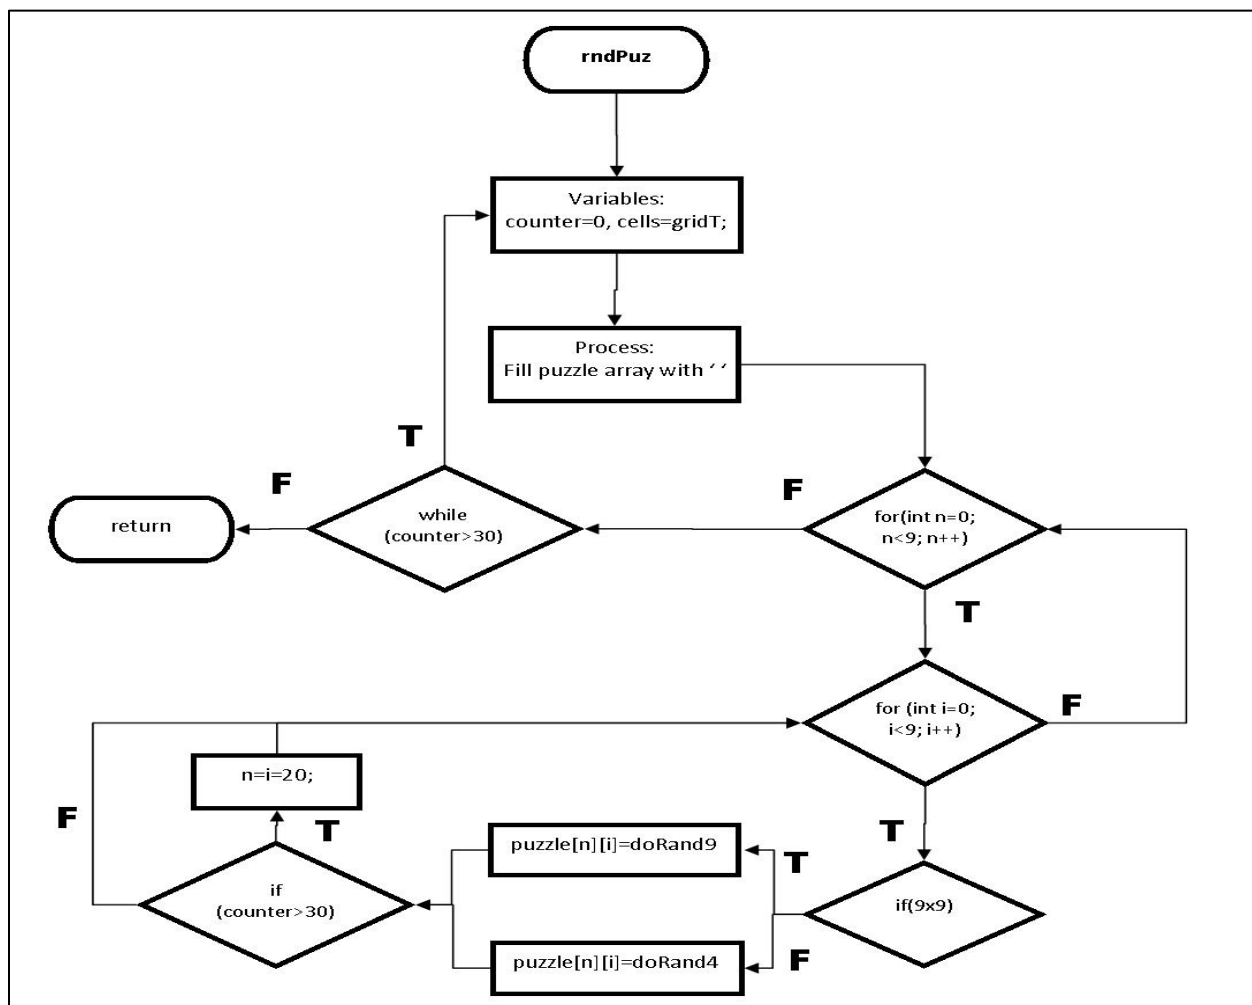 rndPuz
Variables:
counter=0, cells=gridT;
Process:
Fill puzzle array with ‘ ‘
T
F
F
return
while
(counter>30)
for(int n=0;
n<9; n++)
T
for (int i=0;
i<9; i++)
F
n=i=20;
F
T
T
puzzle[n][i]=doRand9
T
if
(counter>30)
if(9x9)
puzzle[n][i]=doRand4
F